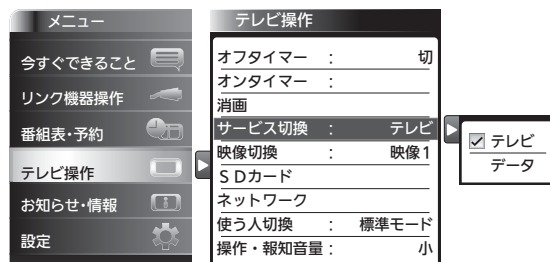 メニュー
今すぐできること
リンク機器操作
番組表・予約
テレビ操作
お知らせ・情報
設定
テレビ操作
オフタイマー : 切
オンタイマー :
消画
サービス切換 : テレビ
映像切換 : 映像1
SDカード
ネットワーク
使う人切換 : 標準モード
操作・報知音量 : 小
テレビ
データ